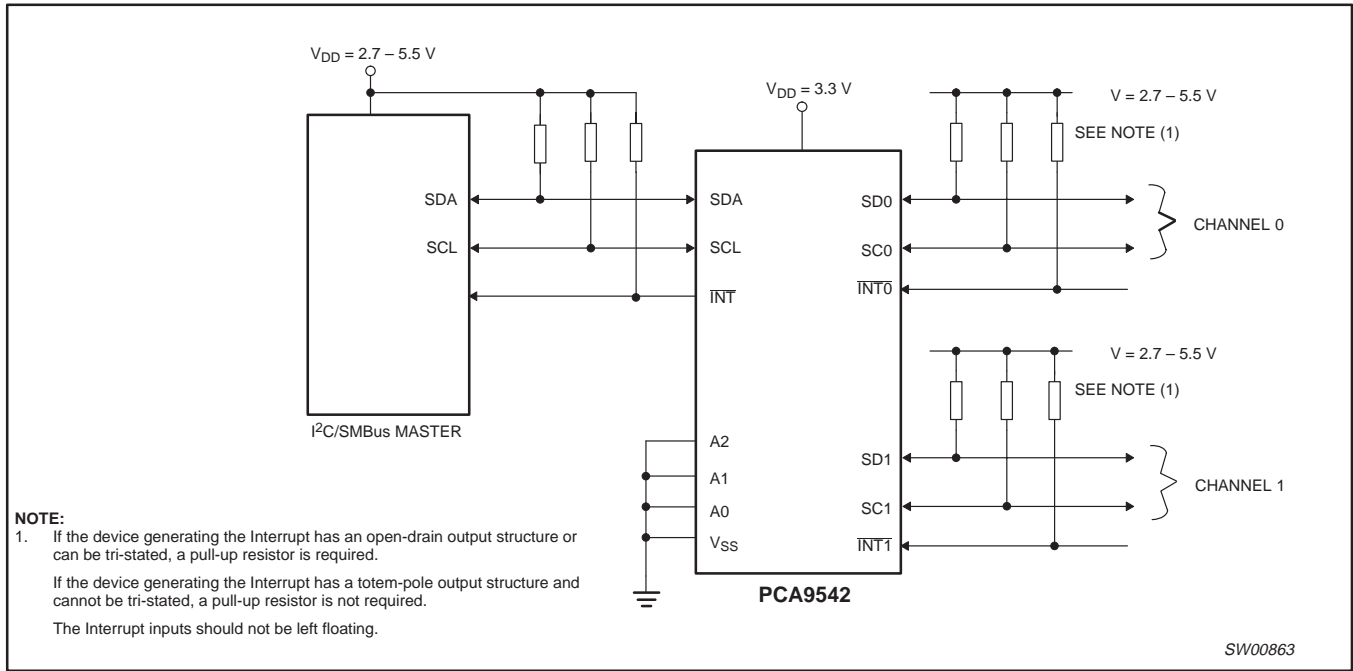 V_DD = 2.7 – 5.5 V
V_DD = 3.3 V
V = 2.7 – 5.5 V
SEE NOTE (1)
SDA
SCL
I²C/SMBus MASTER
SDA
SCL
I̅N̅T̅
A2
A1
A0
V_SS
SD0
SC0
I̅N̅T̅0̅
SD1
SC1
I̅N̅T̅1̅
PCA9542
CHANNEL 0
V = 2.7 – 5.5 V
SEE NOTE (1)
CHANNEL 1
NOTE:
1. If the device generating the Interrupt has an open-drain output structure or
can be tri-stated, a pull-up resistor is required.
If the device generating the Interrupt has a totem-pole output structure and
cannot be tri-stated, a pull-up resistor is not required.
The Interrupt inputs should not be left floating.
SW00863